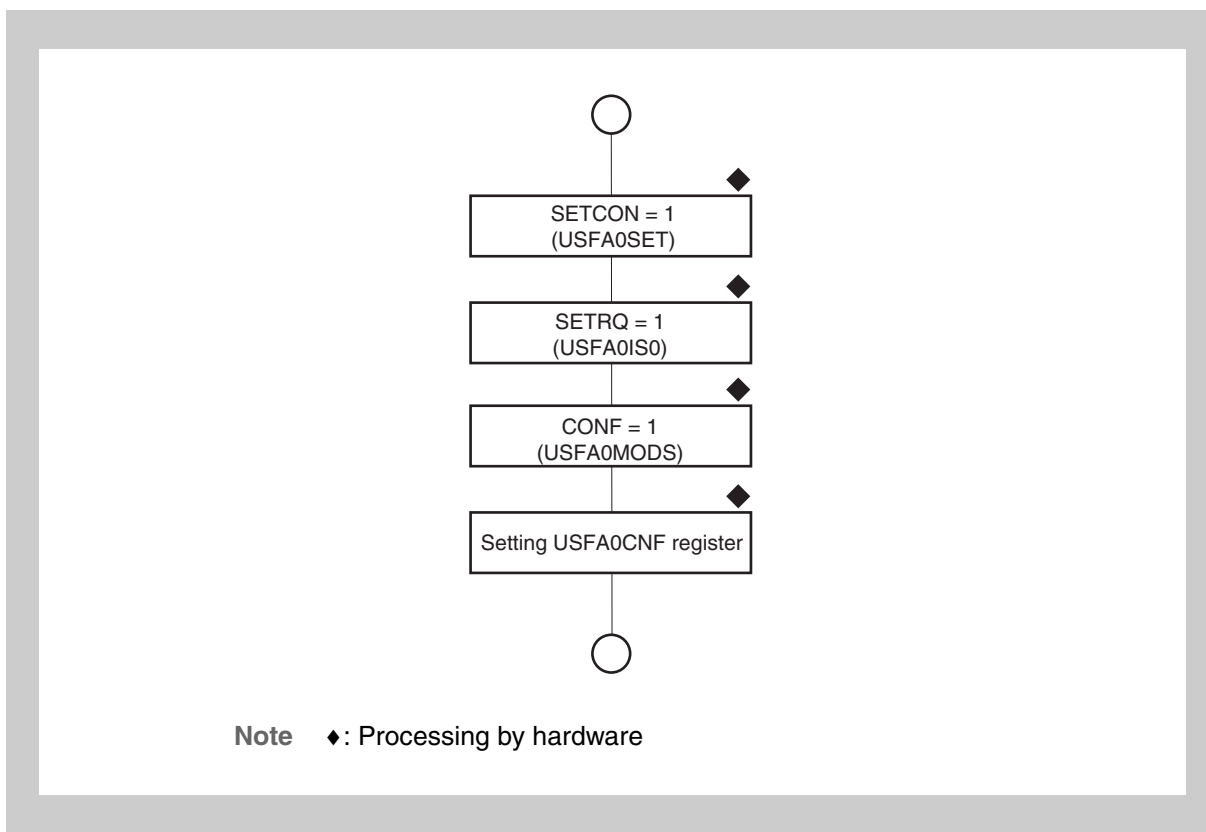 SETCON = 1
(USFA0SET)
SETRQ = 1
(USFA0IS0)
CONF = 1
(USFA0MODS)
Setting USFA0CNF register
Note ♦: Processing by hardware